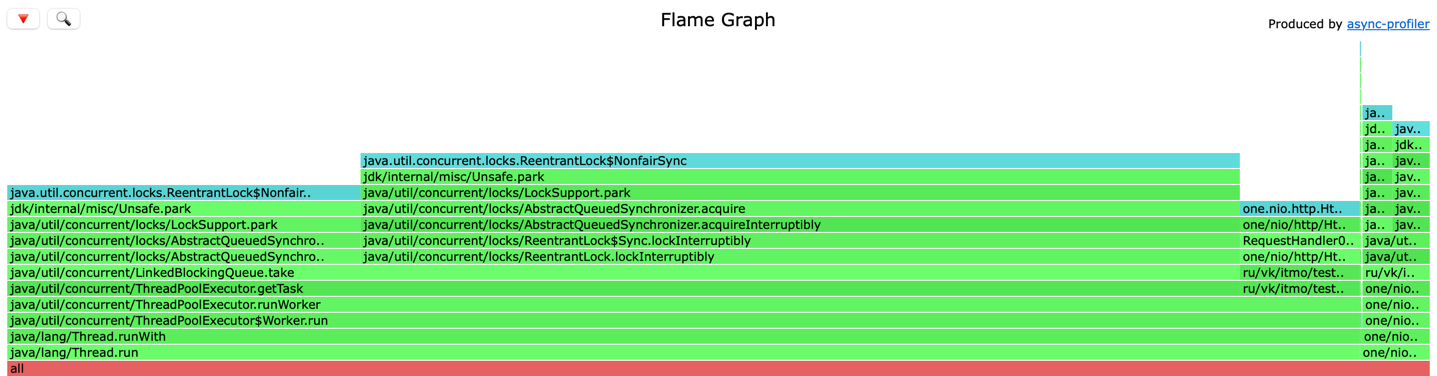 Flame Graph
Produced by async-profiler
ja..
jd.. jav..
ja.. jdk..
java.util.concurrent.locks.ReentrantLock$NonfairSync ja.. jav..
jdk/internal/misc/Unsafe.park ja.. jav..
java.util.concurrent.locks.ReentrantLock$Nonfair.. java/util/concurrent/locks/LockSupport.park ja.. jav..
jdk/internal/misc/Unsafe.park java/util/concurrent/locks/AbstractQueuedSynchronizer.acquire one.nio.http.Ht.. ja.. jav..
java/util/concurrent/locks/LockSupport.park java/util/concurrent/locks/AbstractQueuedSynchronizer.acquireInterruptibly one/nio/http/Ht.. ja.. jav..
java/util/concurrent/locks/AbstractQueuedSynchro.. java/util/concurrent/locks/ReentrantLock$Sync.lockInterruptibly RequestHandler0.. java/ut..
java/util/concurrent/locks/AbstractQueuedSynchro.. java/util/concurrent/locks/ReentrantLock.lockInterruptibly one/nio/http/Ht.. java/ut..
java/util/concurrent/LinkedBlockingQueue.take ru/vk/itmo/test.. ru/vk/i..
java/util/concurrent/ThreadPoolExecutor.getTask ru/vk/itmo/test.. one/nio..
java/util/concurrent/ThreadPoolExecutor.runWorker one/nio..
java/util/concurrent/ThreadPoolExecutor$Worker.run one/nio..
java/lang/Thread.runWith one/nio..
java/lang/Thread.run one/nio..
all